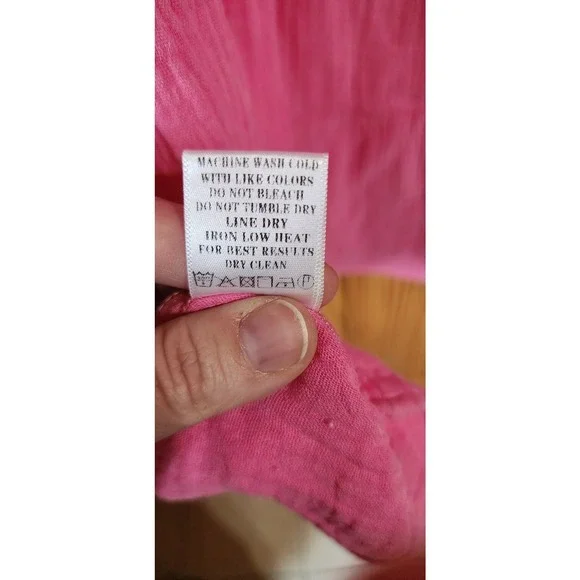 MACHINE WASH COLD
WITH LIKE COLORS
DO NOT BLEACH
DO NOT TUMBLE DRY
LINE DRY
IRON LOW HEAT
FOR BEST RESULTS
DRY CLEAN